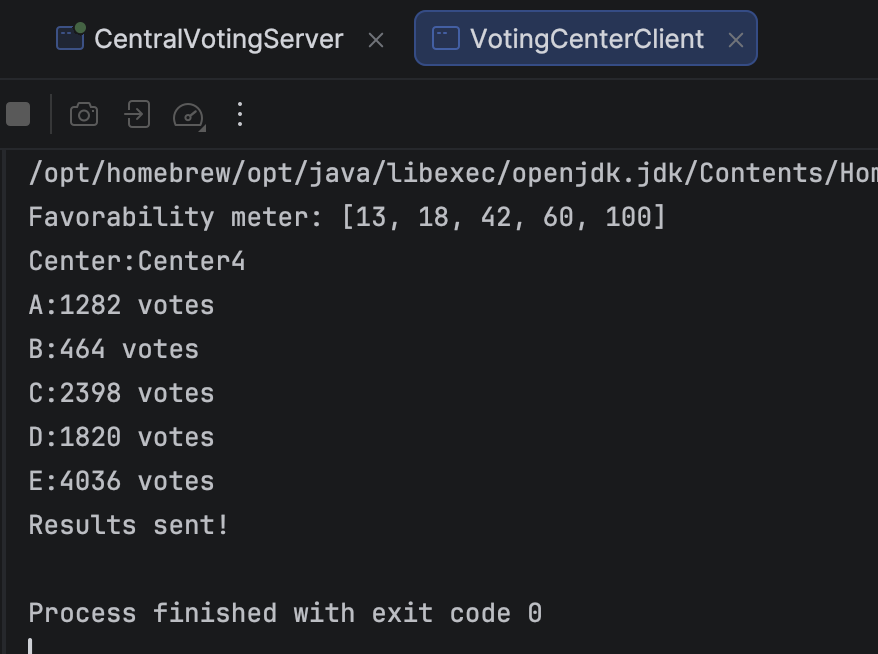 CentralVotingServer VotingCenterClient
/opt/homebrew/opt/java/libexec/openjdk.jdk/Contents/Hom
Favorability meter: [13, 18, 42, 60, 100]
Center:Center4
A:1282 votes
B:464 votes
C:2398 votes
D:1820 votes
E:4036 votes
Results sent!
Process finished with exit code 0